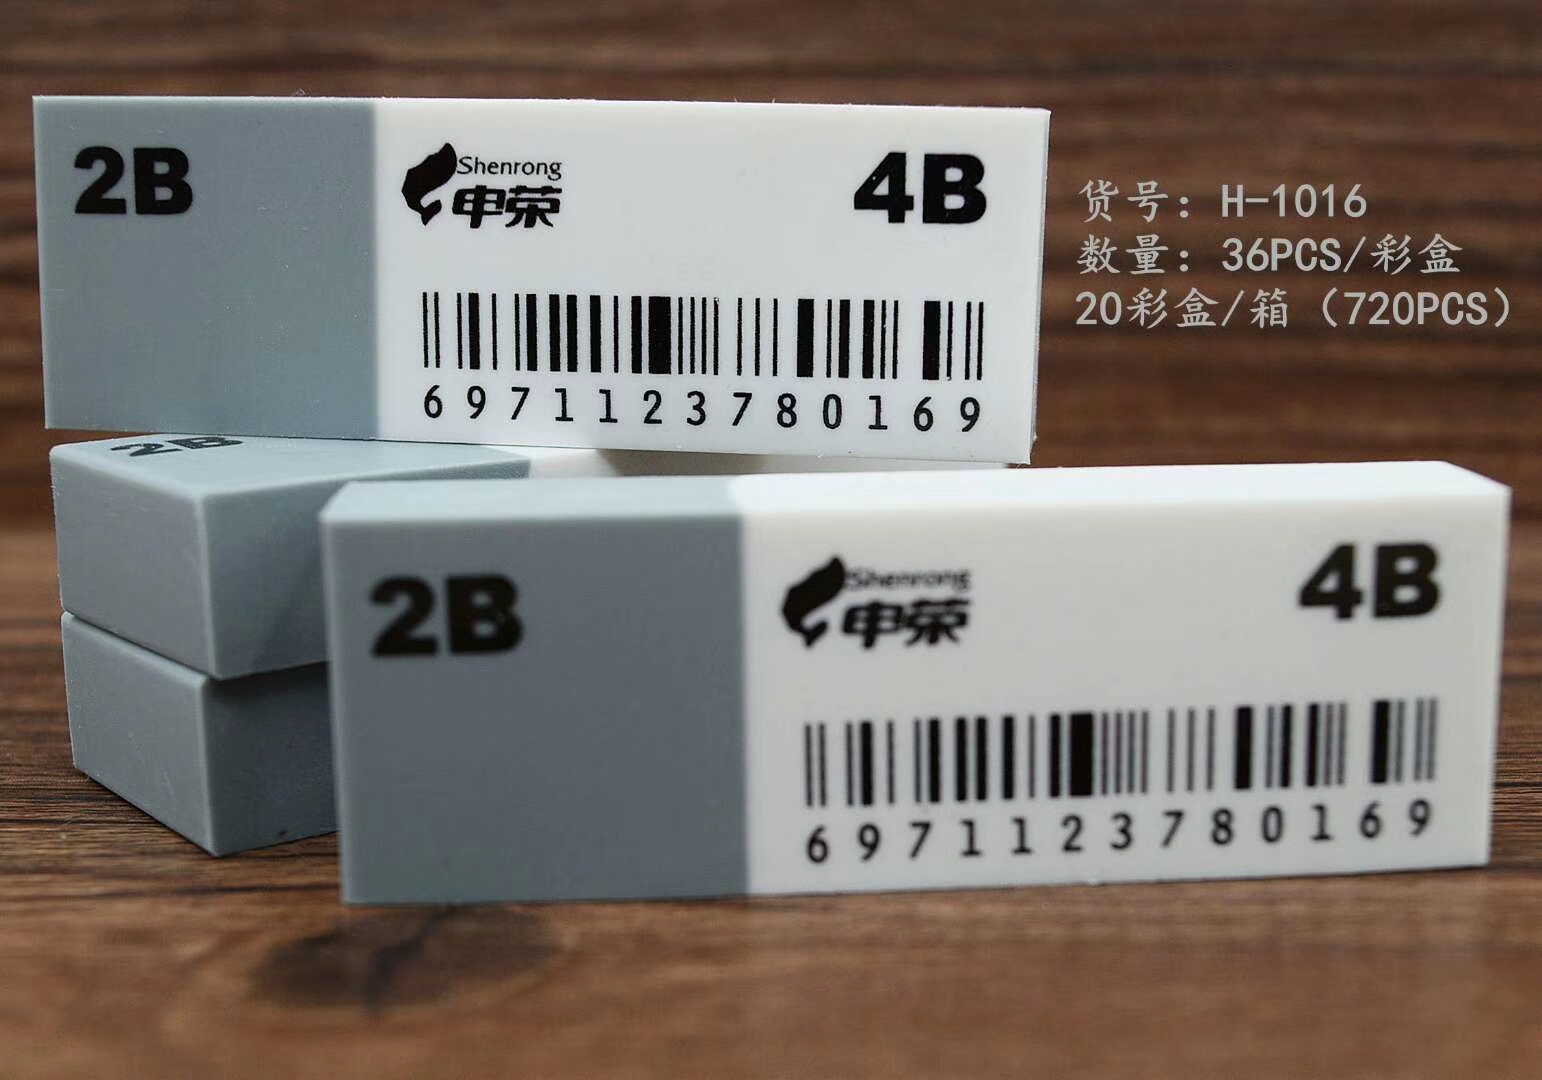 2B
Shenrong
申荣
4B
6971123780169
货号：H-1016
数量：36PCS/彩盒
20彩盒/箱（720PCS）
2B
2B
Shenrong
申荣
4B
6971123780169